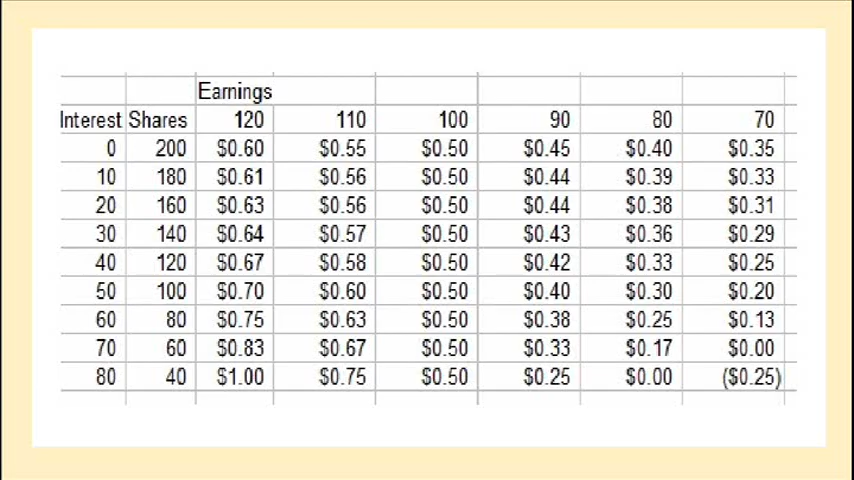 Earnings
Interest Shares 120 110 100 90 80 70
0 200 $0.60 $0.55 $0.50 $0.45 $0.40 $0.35
10 180 $0.61 $0.56 $0.50 $0.44 $0.39 $0.33
20 160 $0.63 $0.56 $0.50 $0.44 $0.38 $0.31
30 140 $0.64 $0.57 $0.50 $0.43 $0.36 $0.29
40 120 $0.67 $0.58 $0.50 $0.42 $0.33 $0.25
50 100 $0.70 $0.60 $0.50 $0.40 $0.30 $0.20
60 80 $0.75 $0.63 $0.50 $0.38 $0.25 $0.13
70 60 $0.83 $0.67 $0.50 $0.33 $0.17 $0.00
80 40 $1.00 $0.75 $0.50 $0.25 $0.00 ($0.25)